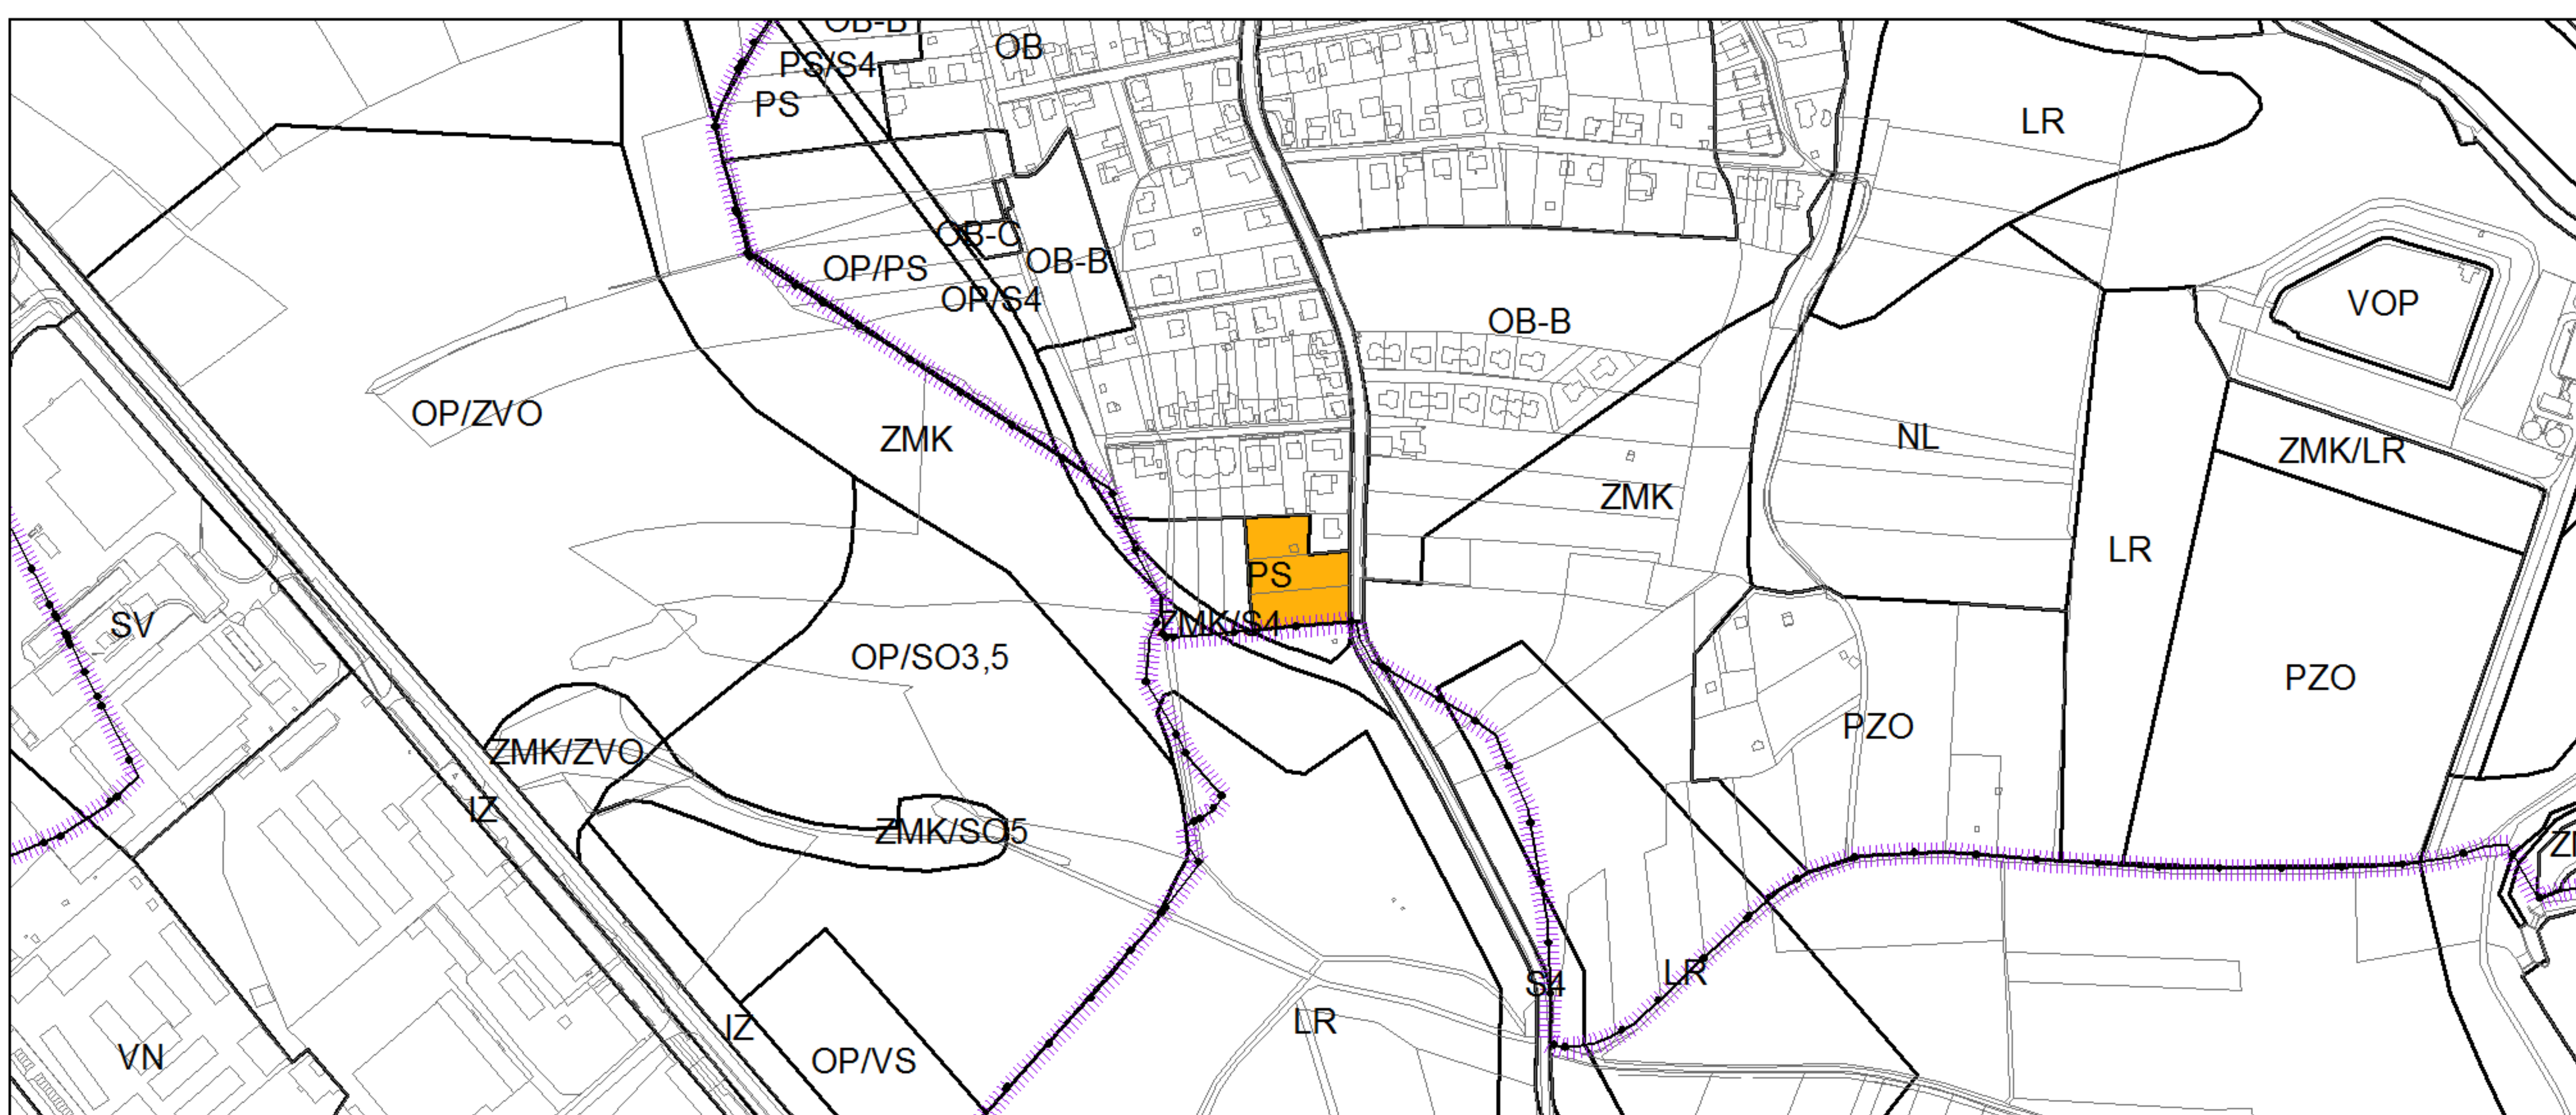 OB-B
OB
PS/S4
PS
LR
OB-C
OB-B
OP/PS
OP/S4
OB-B
VOP
OP/ZVO
ZMK
NL
ZMK/LR
ZMK
LR
PS
SV
ZMK/S4
OP/SO3,5
PZO
PZO
ZMK/ZVO
IZ
ZMK/SO5
S4
LR
LR
IZ
VN
OP/VS